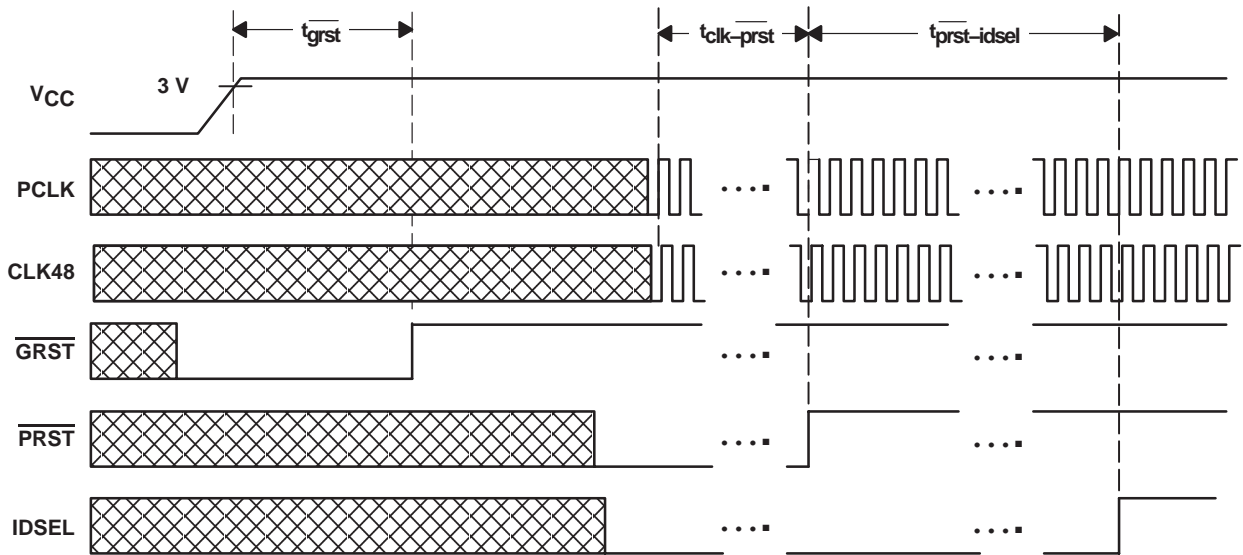 tgrst
tclk–prst
tprst–idsel
3 V
VCC
PCLK
CLK48
GRST
PRST
IDSEL